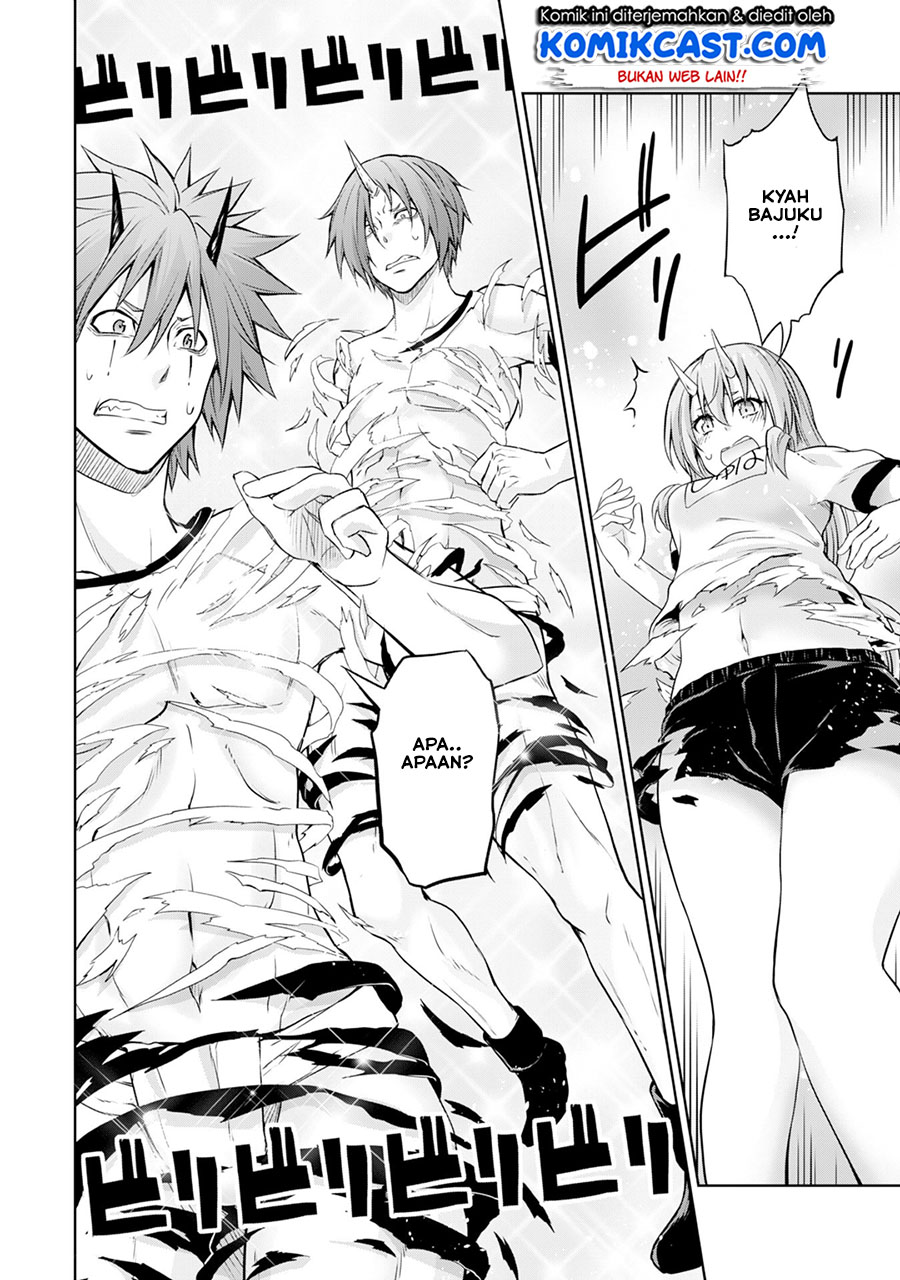 Komik ini diterjemahkan & diedit oleh
KOMIKCAST.COM
BUKAN WEB LAIN!!
KYAH
BAJUKU
...!
ビリ
ビリビリビリビリ
APA..
APAAN?
ビリビリビリビリ